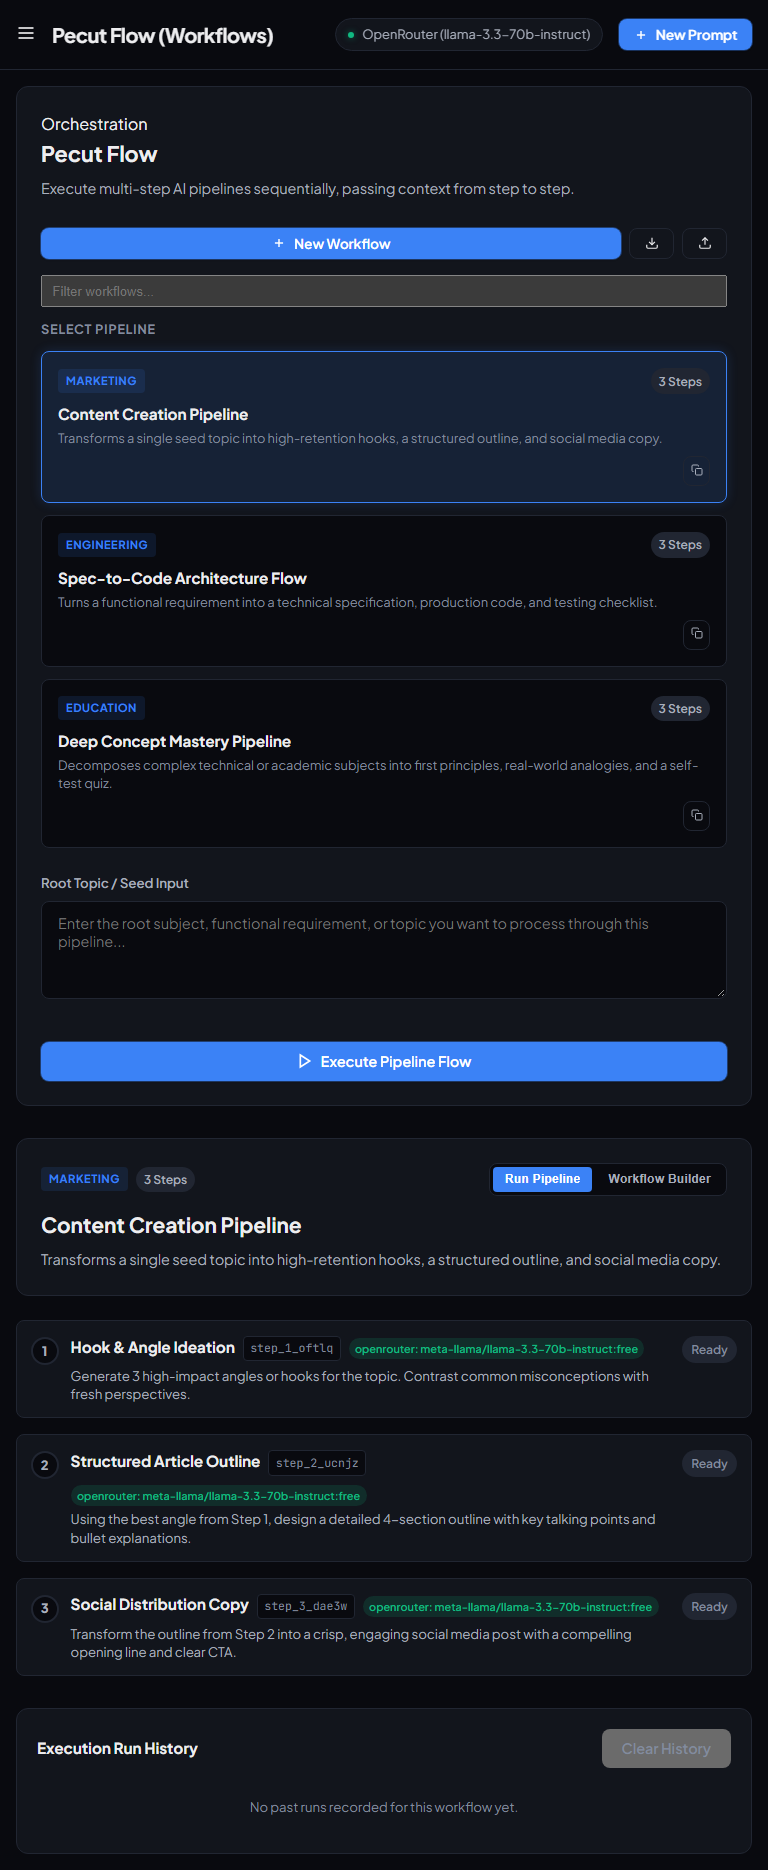 Pecut Flow (Workflows)
OpenRouter (llama-3.3-70b-instruct)
+ New Prompt
Orchestration
Pecut Flow
Execute multi-step AI pipelines sequentially, passing context from step to step.
+ New Workflow
Filter workflows...
SELECT PIPELINE
MARKETING
3 Steps
Content Creation Pipeline
Transforms a single seed topic into high-retention hooks, a structured outline, and social media copy.
ENGINEERING
3 Steps
Spec-to-Code Architecture Flow
Turns a functional requirement into a technical specification, production code, and testing checklist.
EDUCATION
3 Steps
Deep Concept Mastery Pipeline
Decomposes complex technical or academic subjects into first principles, real-world analogies, and a self-
test quiz.
Root Topic / Seed Input
Enter the root subject, functional requirement, or topic you want to process through this
pipeline...
Execute Pipeline Flow
MARKETING
3 Steps
Run Pipeline
Workflow Builder
Content Creation Pipeline
Transforms a single seed topic into high-retention hooks, a structured outline, and social media copy.
1
Hook & Angle Ideation
step_1_oftlq
openrouter: meta-llama/llama-3.3-70b-instruct:free
Ready
Generate 3 high-impact angles or hooks for the topic. Contrast common misconceptions with
fresh perspectives.
2
Structured Article Outline
step_2_ucnjz
Ready
openrouter: meta-llama/llama-3.3-70b-instruct:free
Using the best angle from Step 1, design a detailed 4-section outline with key talking points and
bullet explanations.
3
Social Distribution Copy
step_3_dae3w
openrouter: meta-llama/llama-3.3-70b-instruct:free
Ready
Transform the outline from Step 2 into a crisp, engaging social media post with a compelling
opening line and clear CTA.
Execution Run History
Clear History
No past runs recorded for this workflow yet.